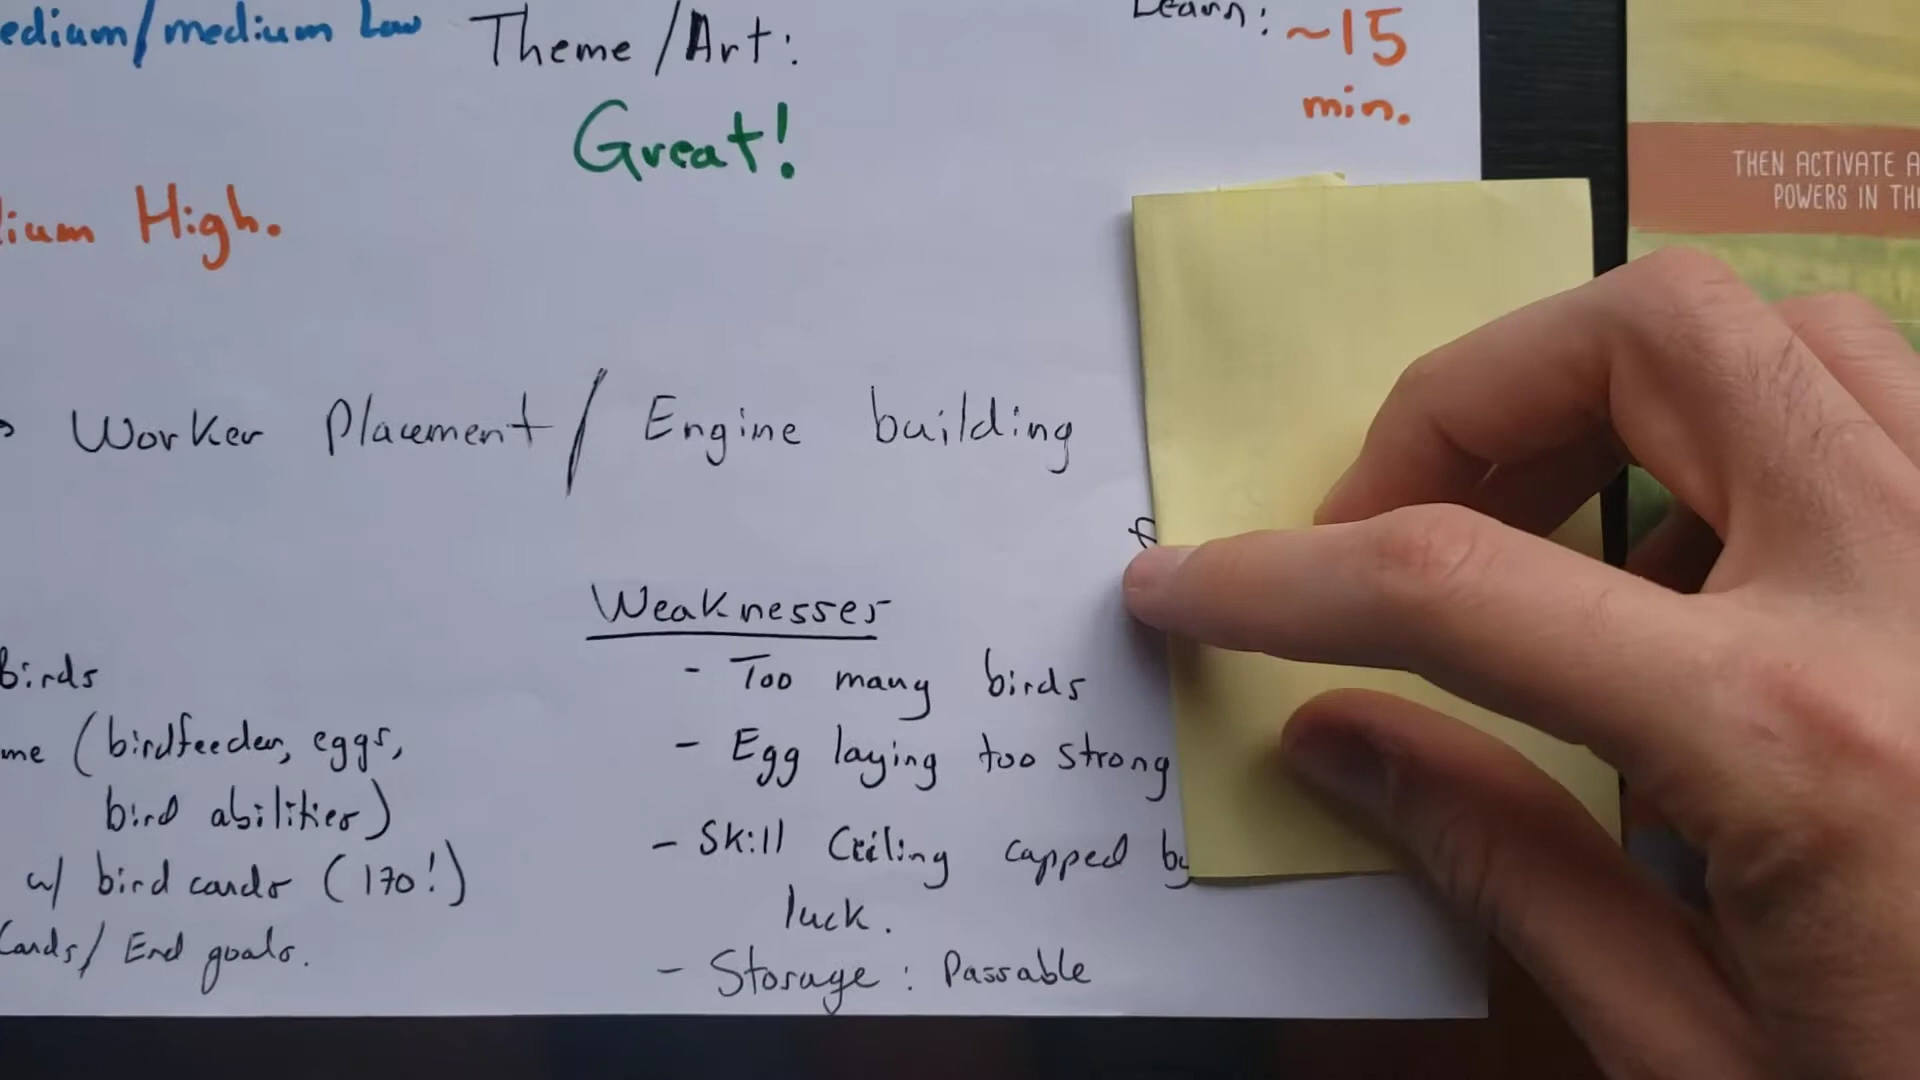 edium/medium Low
Theme/Art:
Great!
Learn: ~15
min.
THEN ACTIVATE A
POWERS IN TH
ium High.
Worker Placement / Engine building
Weaknesses
- Too many birds
- Egg laying too strong
- Skill Ceiling capped by
luck.
- Storage: Passable
Birds
me (birdfeeder, eggs,
bird abilities)
w/ bird cards (170!)
Cards/ End goals.